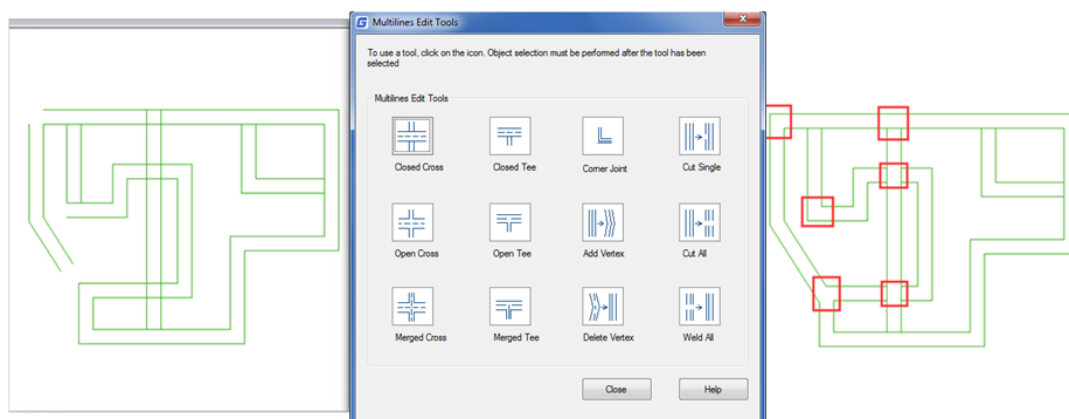 Multilines Edit Tools
To use a tool, click on the icon. Object selection must be performed after the tool has been
selected
Multilines Edit Tools
Closed Cross Closed Tee Corner Joint Cut Single
Open Cross Open Tee Add Vertex Cut All
Merged Cross Merged Tee Delete Vertex Weld All
Close Help